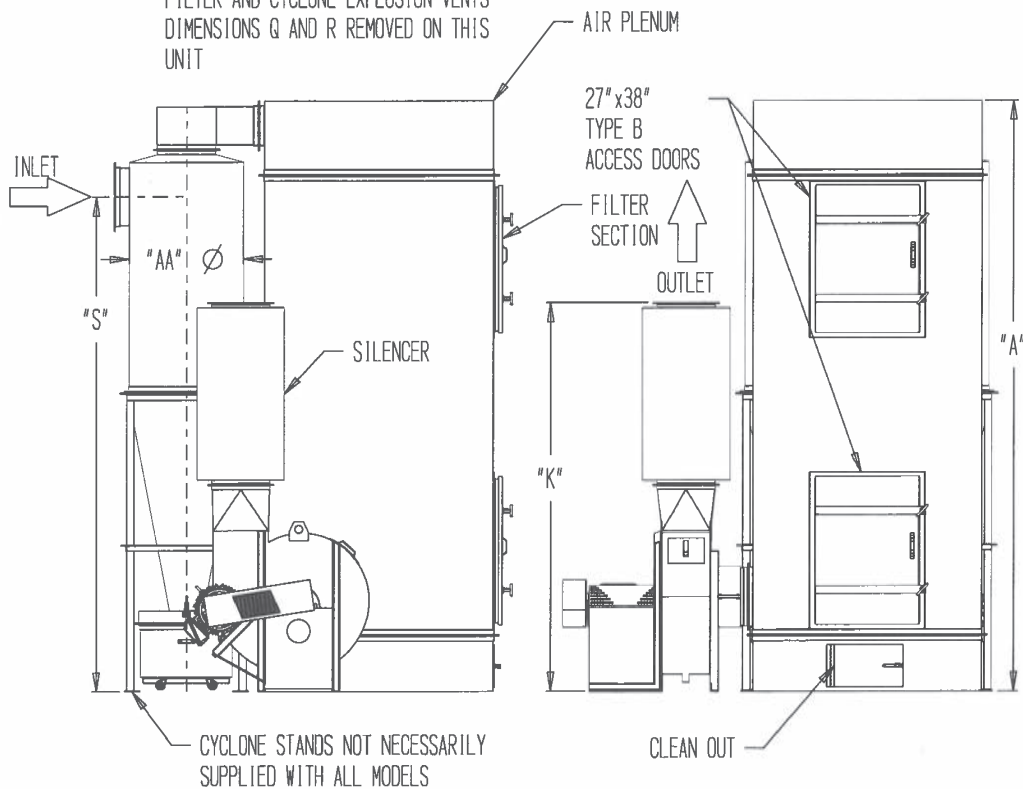 FILTER AND CYCLONE EXPLOSION VENTS
DIMENSIONS Q AND R REMOVED ON THIS
UNIT
AIR PLENUM
27"x38"
TYPE B
ACCESS DOORS
INLET
FILTER
SECTION
"AA" Ø
OUTLET
"S"
"A"
SILENCER
"K"
CYCLONE STANDS NOT NECESSARILY
SUPPLIED WITH ALL MODELS
CLEAN OUT